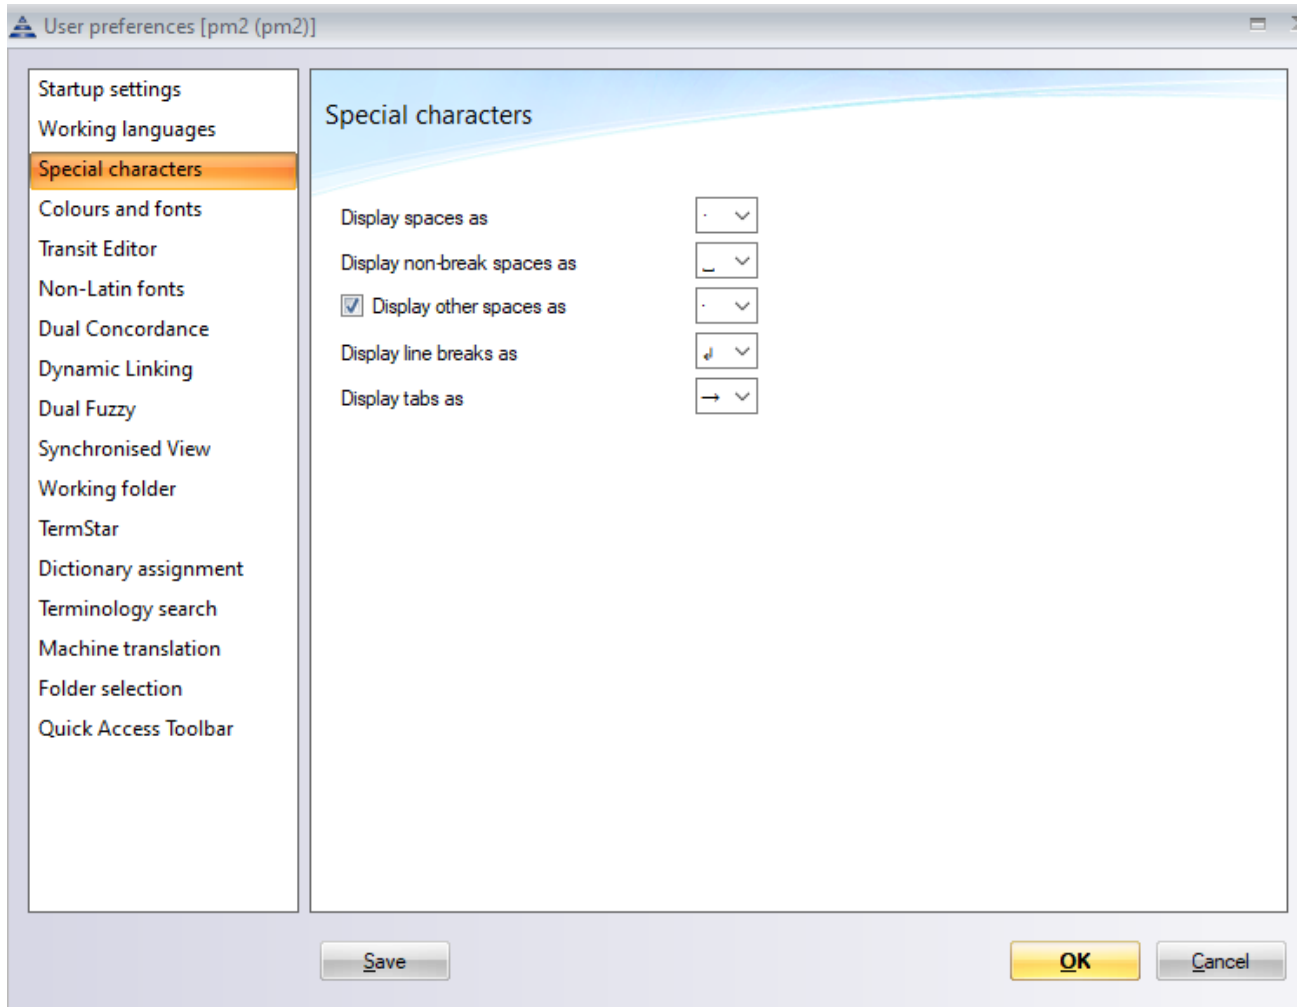 User preferences [pm2 (pm2)]
Startup settings
Working languages
Special characters
Colours and fonts
Transit Editor
Non-Latin fonts
Dual Concordance
Dynamic Linking
Dual Fuzzy
Synchronised View
Working folder
TermStar
Dictionary assignment
Terminology search
Machine translation
Folder selection
Quick Access Toolbar
Special characters
Display spaces as ·
Display non-break spaces as ⎵
Display other spaces as ·
Display line breaks as ↲
Display tabs as →
Save
OK
Cancel